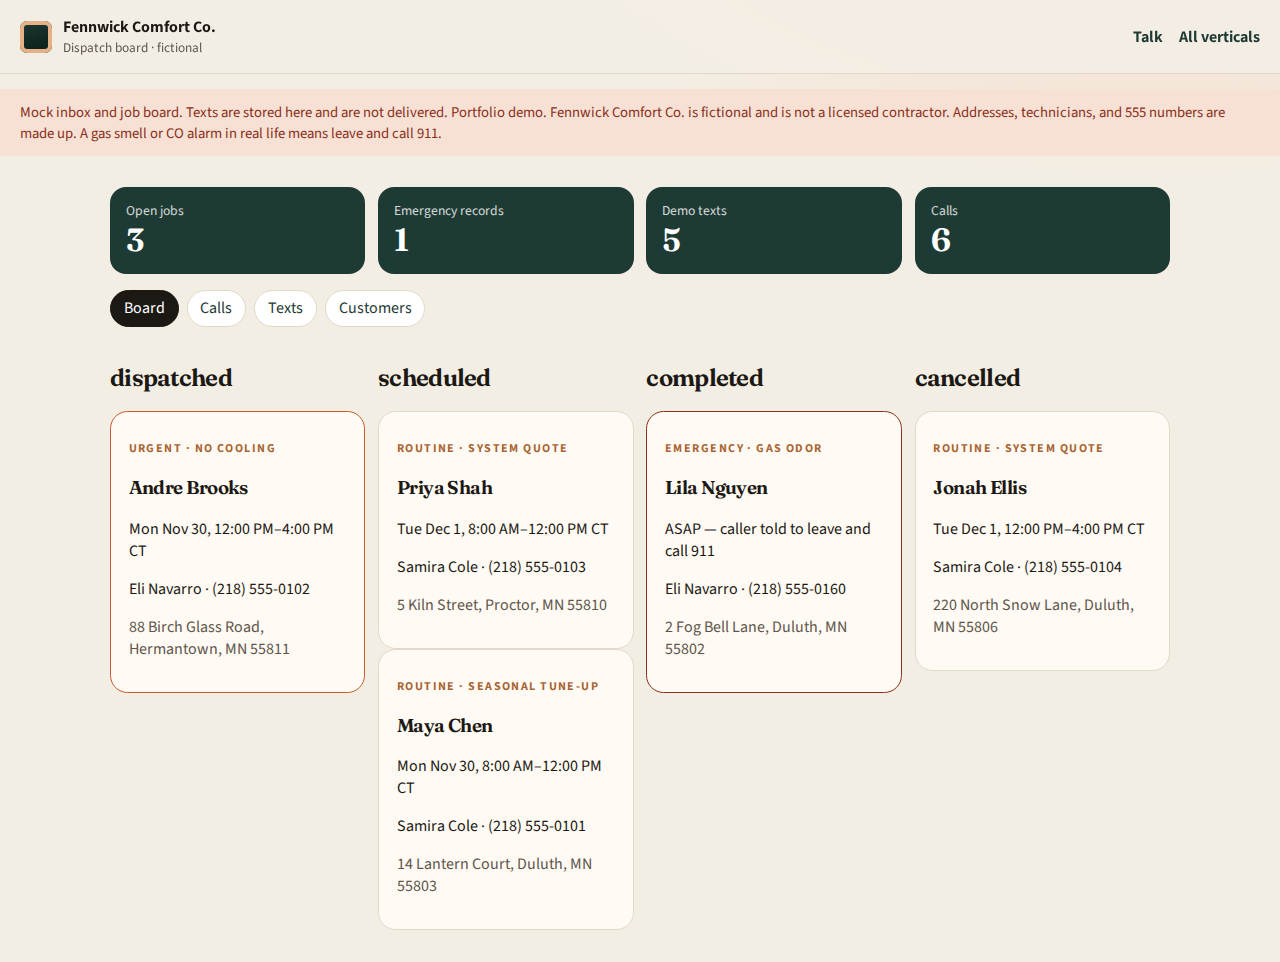 Fennwick Comfort Co.
Dispatch board · fictional
Talk
All verticals
Mock inbox and job board. Texts are stored here and are not delivered. Portfolio demo. Fennwick Comfort Co. is fictional and is not a licensed contractor. Addresses, technicians, and 555 numbers are
made up. A gas smell or CO alarm in real life means leave and call 911.
Open jobs
3
Emergency records
1
Demo texts
5
Calls
6
Board
Calls
Texts
Customers
dispatched
URGENT · NO COOLING
Andre Brooks
Mon Nov 30, 12:00 PM–4:00 PM
CT
Eli Navarro · (218) 555-0102
88 Birch Glass Road,
Hermantown, MN 55811
scheduled
ROUTINE · SYSTEM QUOTE
Priya Shah
Tue Dec 1, 8:00 AM–12:00 PM CT
Samira Cole · (218) 555-0103
5 Kiln Street, Proctor, MN 55810
ROUTINE · SEASONAL TUNE-UP
Maya Chen
Mon Nov 30, 8:00 AM–12:00 PM
CT
Samira Cole · (218) 555-0101
14 Lantern Court, Duluth, MN
55803
completed
EMERGENCY · GAS ODOR
Lila Nguyen
ASAP — caller told to leave and
call 911
Eli Navarro · (218) 555-0160
2 Fog Bell Lane, Duluth, MN
55802
cancelled
ROUTINE · SYSTEM QUOTE
Jonah Ellis
Tue Dec 1, 12:00 PM–4:00 PM CT
Samira Cole · (218) 555-0104
220 North Snow Lane, Duluth,
MN 55806